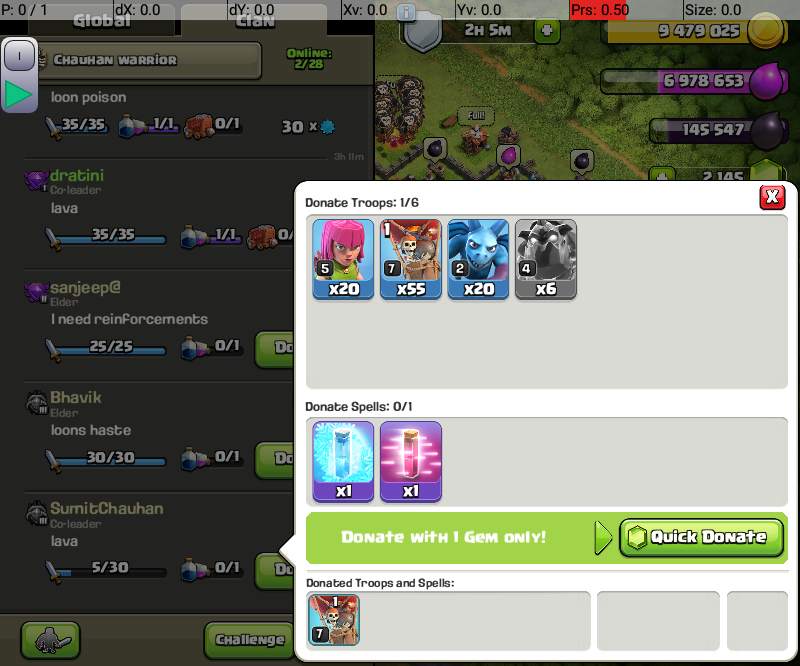 P: 0 / 1
dX: 0.0
dY: 0.0
Xv: 0.0
Yv: 0.0
Prs: 0.50
Size: 0.0
Global
Clan
i
2H 5M
9 479 025
I
Chauhan warrior
Online:
2/28
6 978 653
loon poison
35/35
1/1
0/1
30 x
Full!
145 547
3h 11m
2 145
dratini
Co-leader
lava
35/35
1/1
0/
I
sanjeep@
Elder
I need reinforcements
25/25
0/1
Do
II
Bhavik
Elder
loons haste
30/30
0/1
Do
III
SumitChauhan
Co-leader
lava
5/30
0/1
Do
III
Challenge
Donate Troops: 1/6
X
5
x20
1
7
x55
2
x20
4
x6
Donate Spells: 0/1
x1
x1
Donate with 1 Gem only!
Quick Donate
Donated Troops and Spells:
1
7